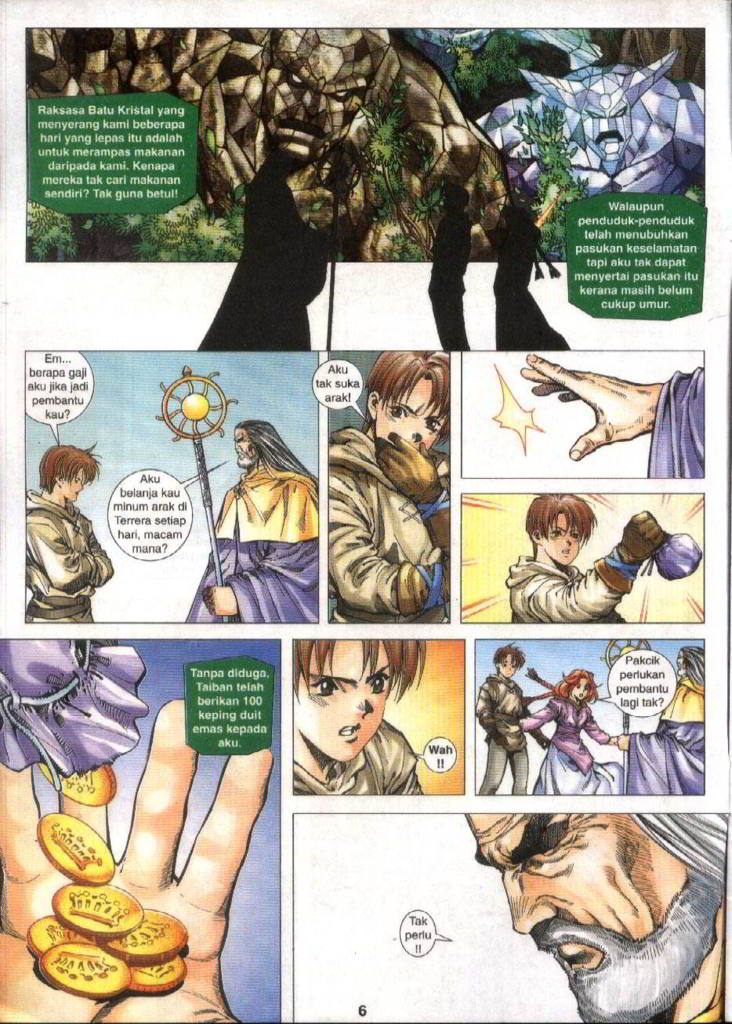 Raksasa Batu Kristal yang
menyerang kami beberapa
hari yang lepas itu adalah
untuk merampas makanan
daripada kami. Kenapa
mereka tak cari makanan
sendiri? Tak guna betul!
Walaupun
penduduk-penduduk
telah menubuhkan
pasukan keselamatan
tapi aku tak dapat
menyertai pasukan itu
kerana masih belum
cukup umur.
Em...
berapa gaji
aku jika jadi
pembantu
kau?
Aku
belanja kau
minum arak di
Terrera setiap
hari, macam
mana?
Aku
tak suka
arak!
Tanpa diduga,
Taiban telah
berikan 100
keping duit
emas kepada
aku.
Wah
!!
Pakcik
perlukan
pembantu
lagi tak?
Tak
perlu
!!
6